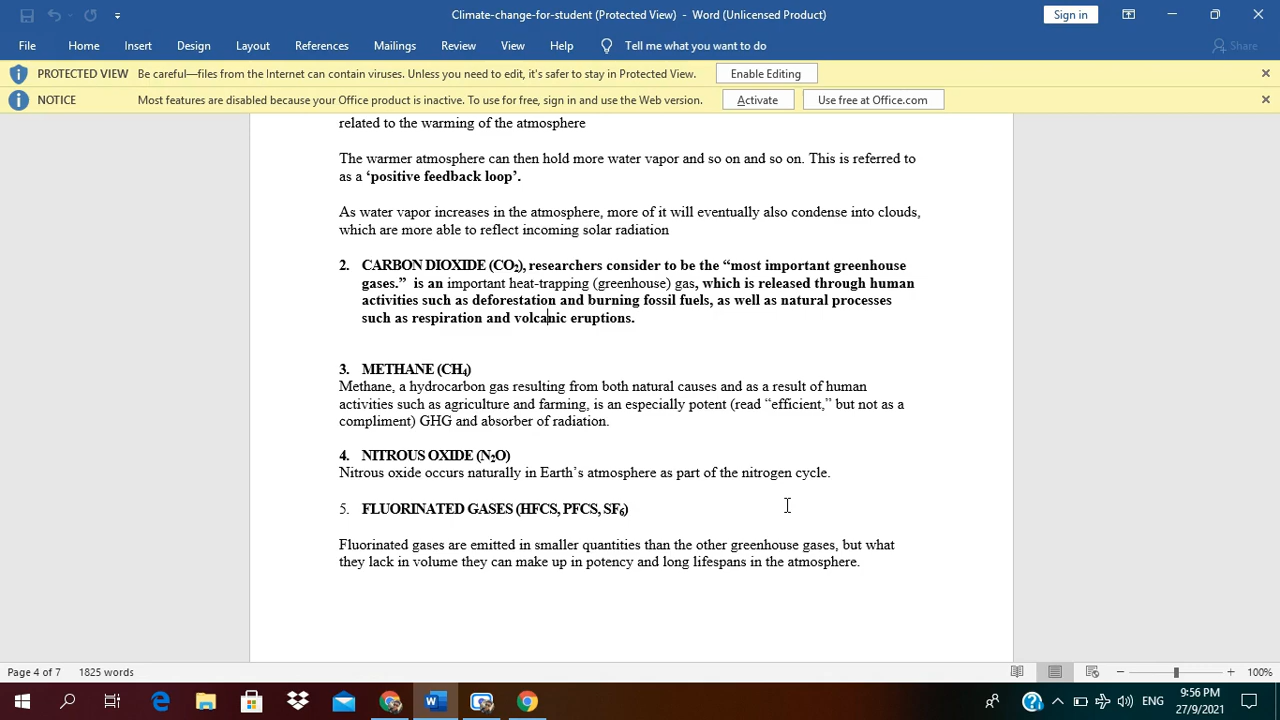 Climate-change-for-student (Protected View) - Word (Unlicensed Product)
Sign in
File Home Insert Design Layout References Mailings Review View Help Tell me what you want to do Share
PROTECTED VIEW Be careful—files from the Internet can contain viruses. Unless you need to edit, it's safer to stay in Protected View. Enable Editing
NOTICE Most features are disabled because your Office product is inactive. To use for free, sign in and use the Web version. Activate Use free at Office.com
related to the warming of the atmosphere
The warmer atmosphere can then hold more water vapor and so on and so on. This is referred to
as a ‘positive feedback loop’.
As water vapor increases in the atmosphere, more of it will eventually also condense into clouds,
which are more able to reflect incoming solar radiation
2. CARBON DIOXIDE (CO₂), researchers consider to be the “most important greenhouse
gases.” is an important heat-trapping (greenhouse) gas, which is released through human
activities such as deforestation and burning fossil fuels, as well as natural processes
such as respiration and volcanic eruptions.
3. METHANE (CH₄)
Methane, a hydrocarbon gas resulting from both natural causes and as a result of human
activities such as agriculture and farming, is an especially potent (read “efficient,” but not as a
compliment) GHG and absorber of radiation.
4. NITROUS OXIDE (N₂O)
Nitrous oxide occurs naturally in Earth’s atmosphere as part of the nitrogen cycle.
5. FLUORINATED GASES (HFCS, PFCS, SF₆)
Fluorinated gases are emitted in smaller quantities than the other greenhouse gases, but what
they lack in volume they can make up in potency and long lifespans in the atmosphere.
Page 4 of 7 1825 words 100%
ENG
9:56 PM
27/9/2021